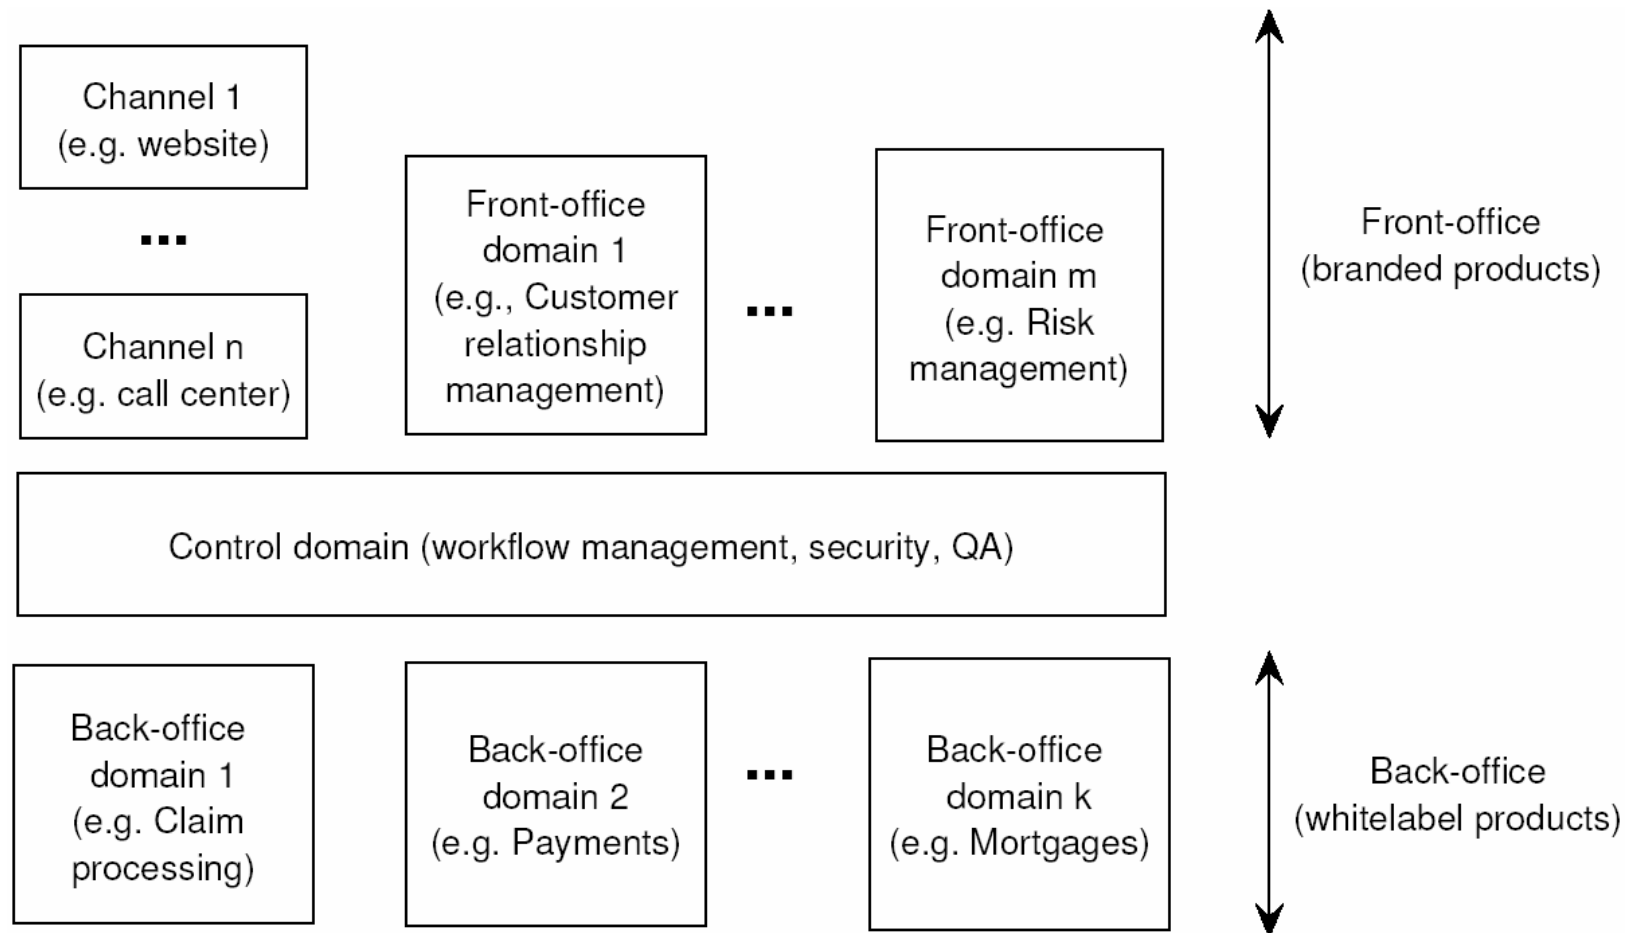 Channel 1
(e.g. website)
...
Channel n
(e.g. call center)
Front-office
domain 1
(e.g., Customer
relationship
management)
...
Front-office
domain m
(e.g. Risk
management)
Front-office
(branded products)
Control domain (workflow management, security, QA)
Back-office
domain 1
(e.g. Claim
processing)
Back-office
domain 2
(e.g. Payments)
...
Back-office
domain k
(e.g. Mortgages)
Back-office
(whitelabel products)